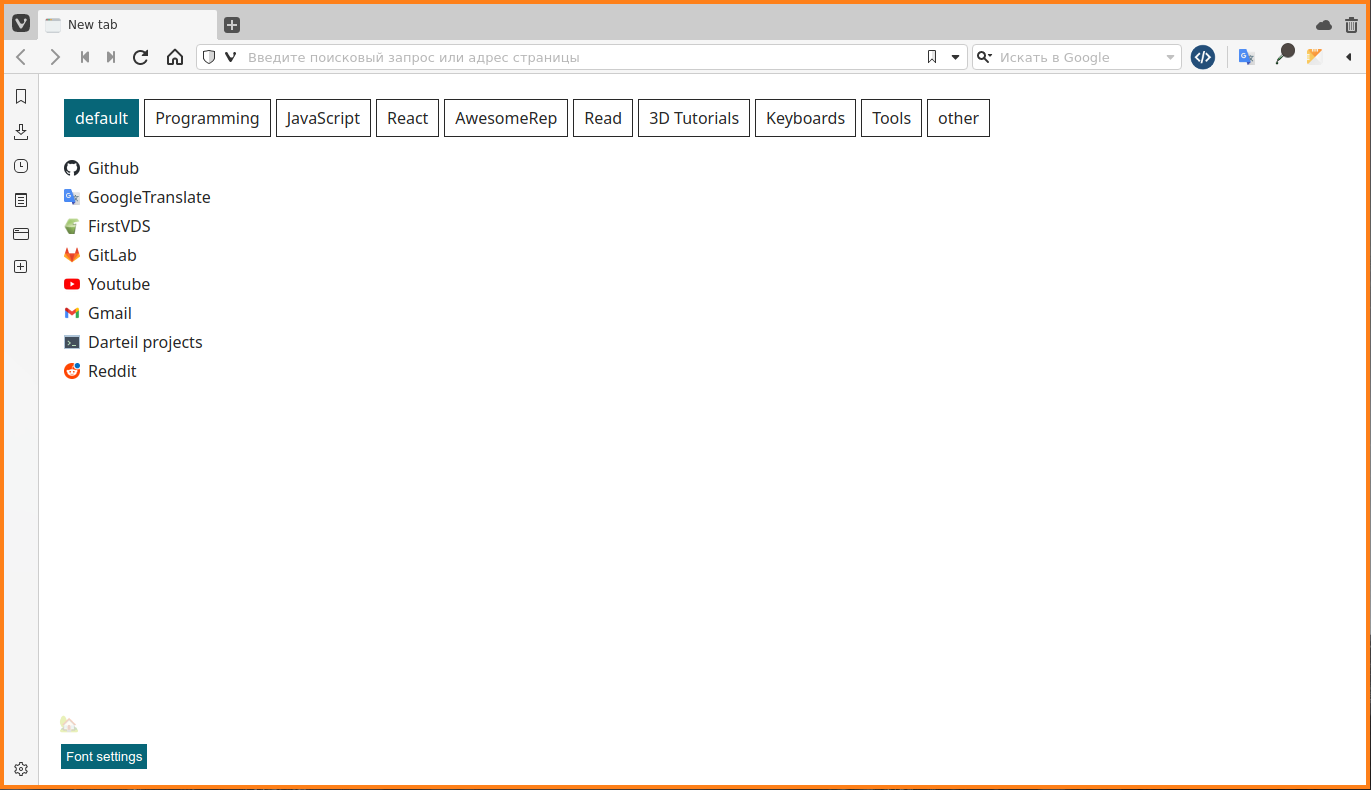 New tab
Введите поисковый запрос или адрес страницы
Искать в Google
default Programming JavaScript React AwesomeRep Read 3D Tutorials Keyboards Tools other
Github
GoogleTranslate
FirstVDS
GitLab
Youtube
Gmail
Darteil projects
Reddit
Font settings